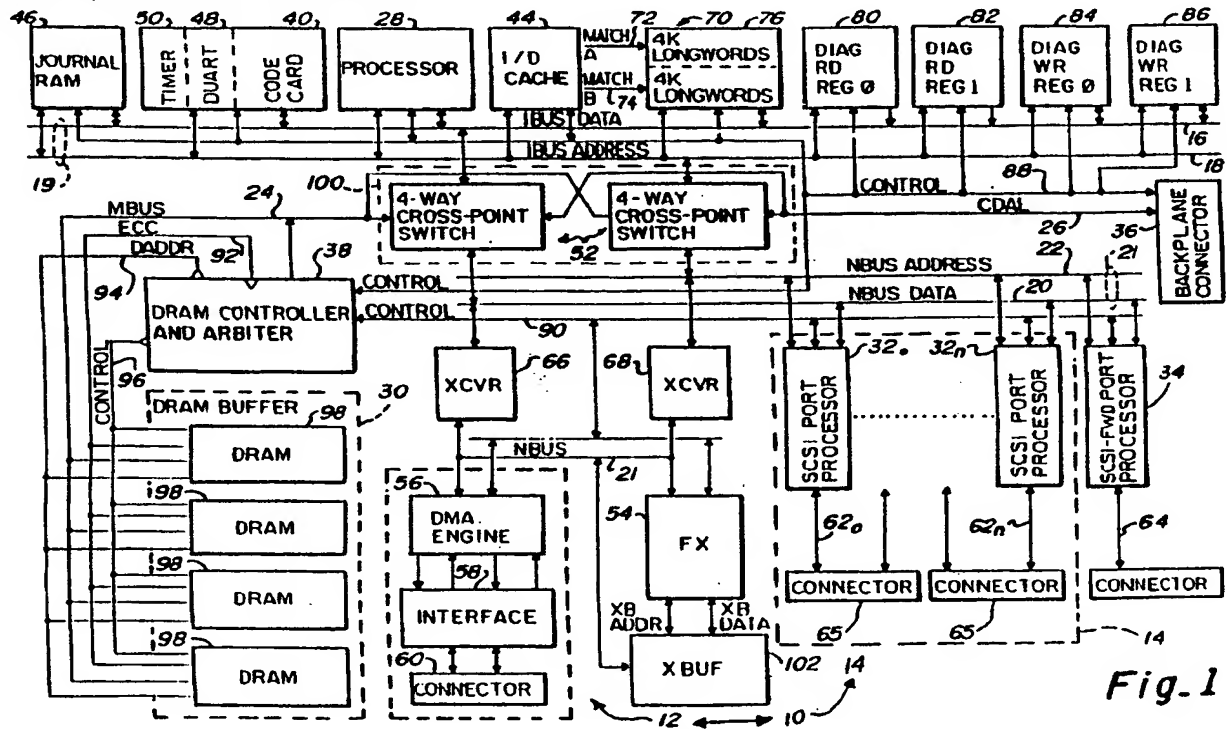 46 50 48 40 28 44 72 70 76 80 82 84 86
JOURNAL RAM
TIMER
DUART
CODE CARD
PROCESSOR
I/D CACHE
MATCH A
MATCH B 74
4K LONGWORDS
4K LONGWORDS
DIAG RD REG 0
DIAG RD REG 1
DIAG WR REG 0
DIAG WR REG 1
IBUS DATA
16
IBUS ADDRESS
18
19
100
4-WAY CROSS-POINT SWITCH
4-WAY CROSS-POINT SWITCH
52
CONTROL
88
CDAL
26
36
BACKPLANE CONNECTOR
MBUS
24
ECC
92
DADDR
94
38
DRAM CONTROLLER AND ARBITER
CONTROL
CONTROL
90
NBUS ADDRESS
22
21
NBUS DATA
20
CONTROL
96
XCVR
66
XCVR
68
32o
SCSI PORT PROCESSOR
32n
SCSI PORT PROCESSOR
34
SCSI-FWD PORT PROCESSOR
DRAM BUFFER
30
98
DRAM
98
DRAM
98
DRAM
98
DRAM
NBUS
21
56
DMA ENGINE
58
INTERFACE
60
CONNECTOR
54
FX
XB ADDR
XB DATA
X BUF
102
62o
62n
64
CONNECTOR
65
CONNECTOR
65
CONNECTOR
14
12
10
14
Fig_1